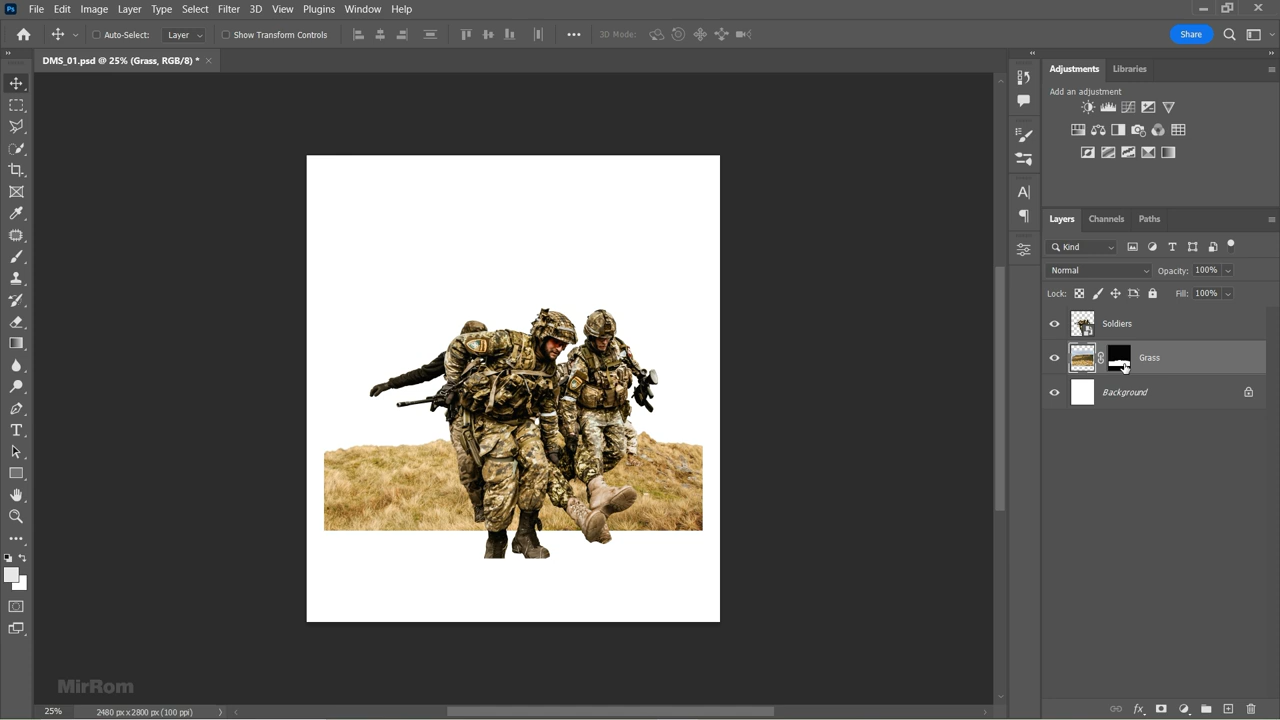 Ps File Edit Image Layer Type Select Filter 3D View Plugins Window Help
Auto-Select: Layer Show Transform Controls 3D Mode: Share
DMS_01.psd @ 25% (Grass, RGB/8) *
Adjustments Libraries
Add an adjustment
Layers Channels Paths
Kind
Normal Opacity: 100%
Lock: Fill: 100%
Soldiers
Grass
Background
MirRom
25% 2480 px x 2800 px (100 ppi)